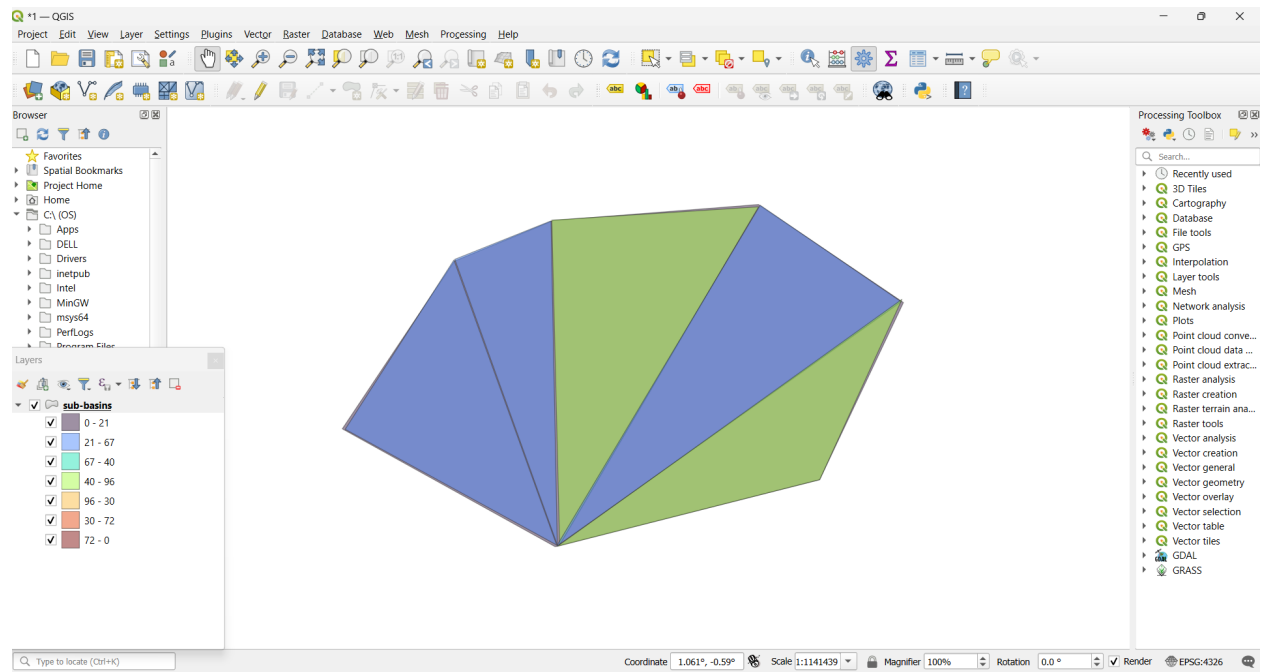 *1 — QGIS
Project Edit View Layer Settings Plugins Vector Raster Database Web Mesh Processing Help
Browser
Favorites
Spatial Bookmarks
Project Home
Home
C:\ (OS)
Apps
DELL
Drivers
inetpub
Intel
MinGW
msys64
PerfLogs
Program Files
Layers
sub-basins
0 - 21
21 - 67
67 - 40
40 - 96
96 - 30
30 - 72
72 - 0
Processing Toolbox
Search...
Recently used
3D Tiles
Cartography
Database
File tools
GPS
Interpolation
Layer tools
Mesh
Network analysis
Plots
Point cloud conve...
Point cloud data ...
Point cloud extrac...
Raster analysis
Raster creation
Raster terrain ana...
Raster tools
Vector analysis
Vector creation
Vector general
Vector geometry
Vector overlay
Vector selection
Vector table
Vector tiles
GDAL
GRASS
Type to locate (Ctrl+K)
Coordinate 1.061°, -0.59° Scale 1:1141439 Magnifier 100% Rotation 0.0 ° Render EPSG:4326